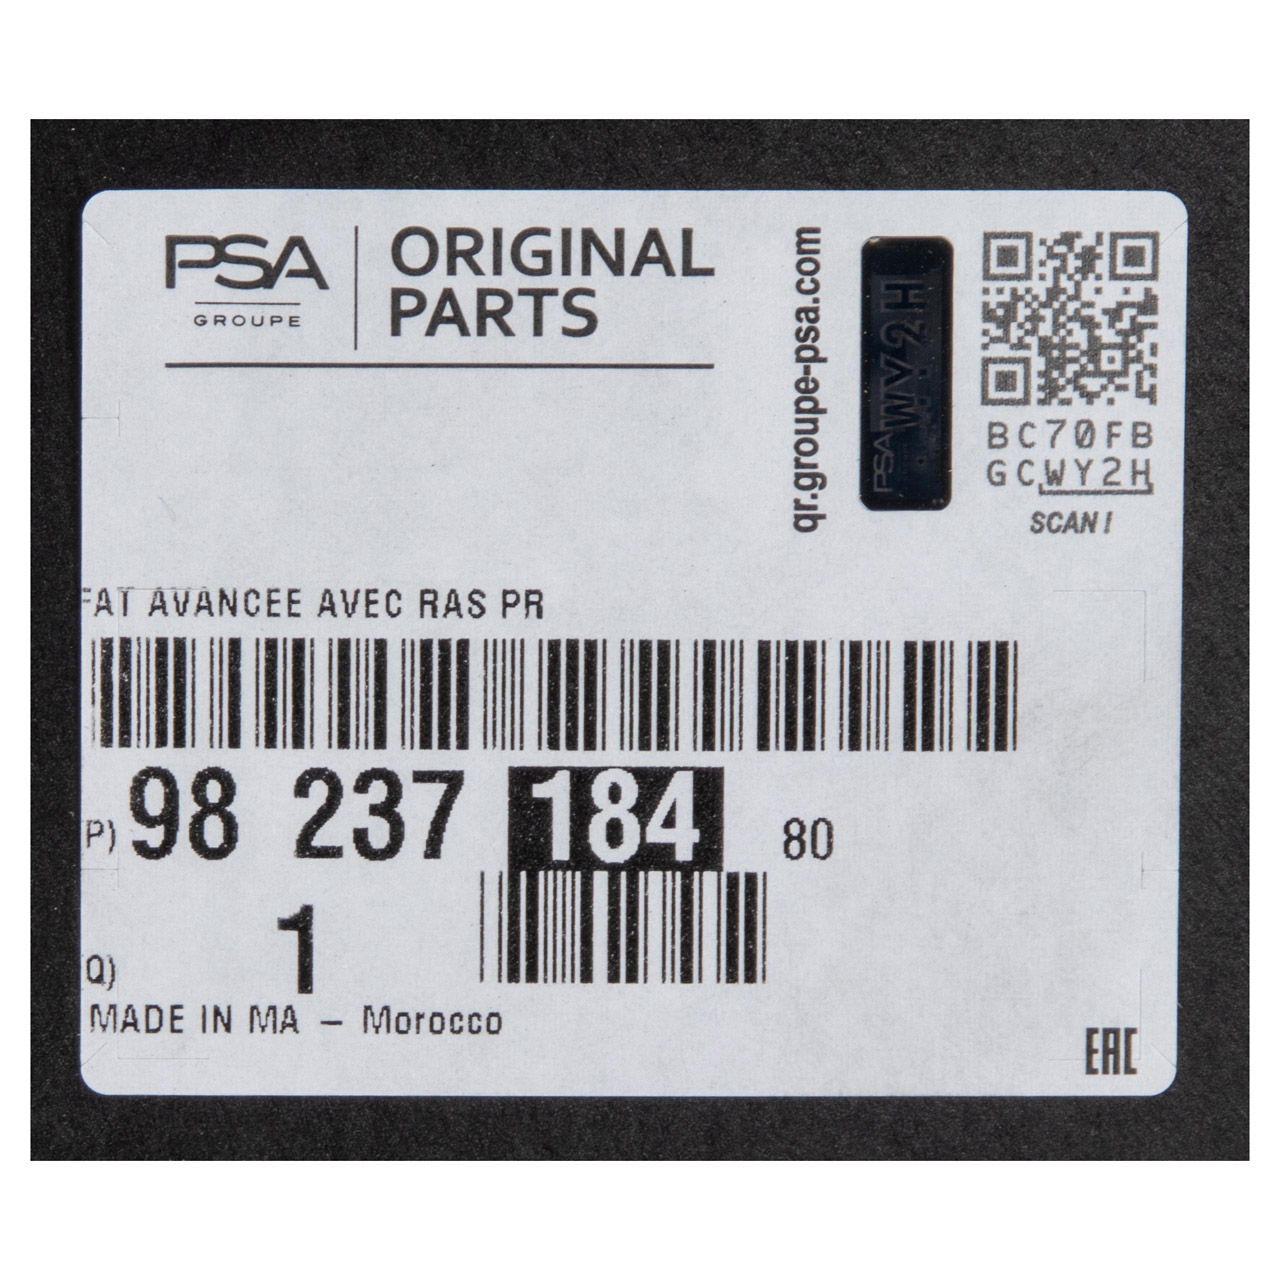 PSA
GROUPE
ORIGINAL
PARTS
qr.groupe-psa.com
PSA WY2H
BC70FB
GCWY2H
SCAN!
FAT AVANCEE AVEC RAS PR
P) 98 237 184 80
Q) 1
MADE IN MA – Morocco
EAC